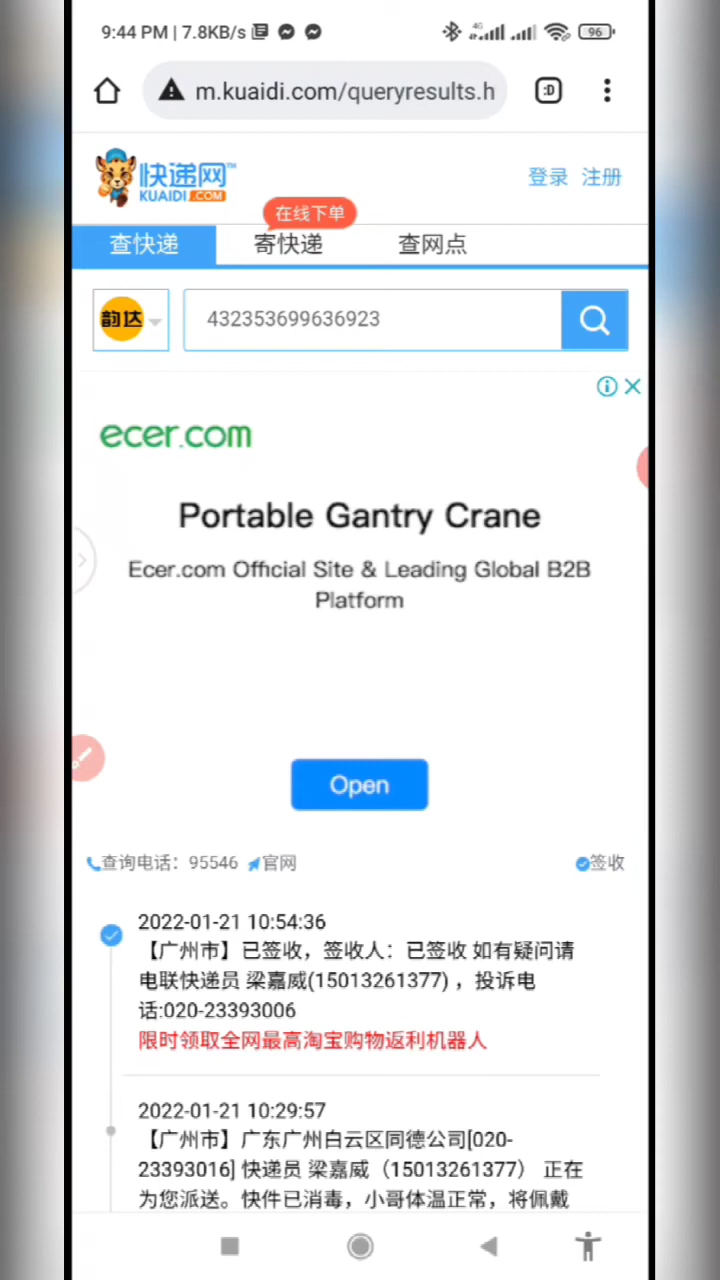 9:44 PM | 7.8KB/s
4G
96
m.kuaidi.com/queryresults.h
:D
快递网™
KUAIDI.COM
登录 注册
在线下单
查快递 寄快递 查网点
韵达
432353699636923
ecer.com
Portable Gantry Crane
Ecer.com Official Site & Leading Global B2B
Platform
Open
查询电话：95546 官网
签收
2022-01-21 10:54:36
【广州市】已签收，签收人：已签收 如有疑问请
电联快递员 梁嘉威(15013261377) ，投诉电
话:020-23393006
限时领取全网最高淘宝购物返利机器人
2022-01-21 10:29:57
【广州市】广东广州白云区同德公司[020-
23393016] 快递员 梁嘉威（15013261377） 正在
为您派送。快件已消毒，小哥体温正常，将佩戴